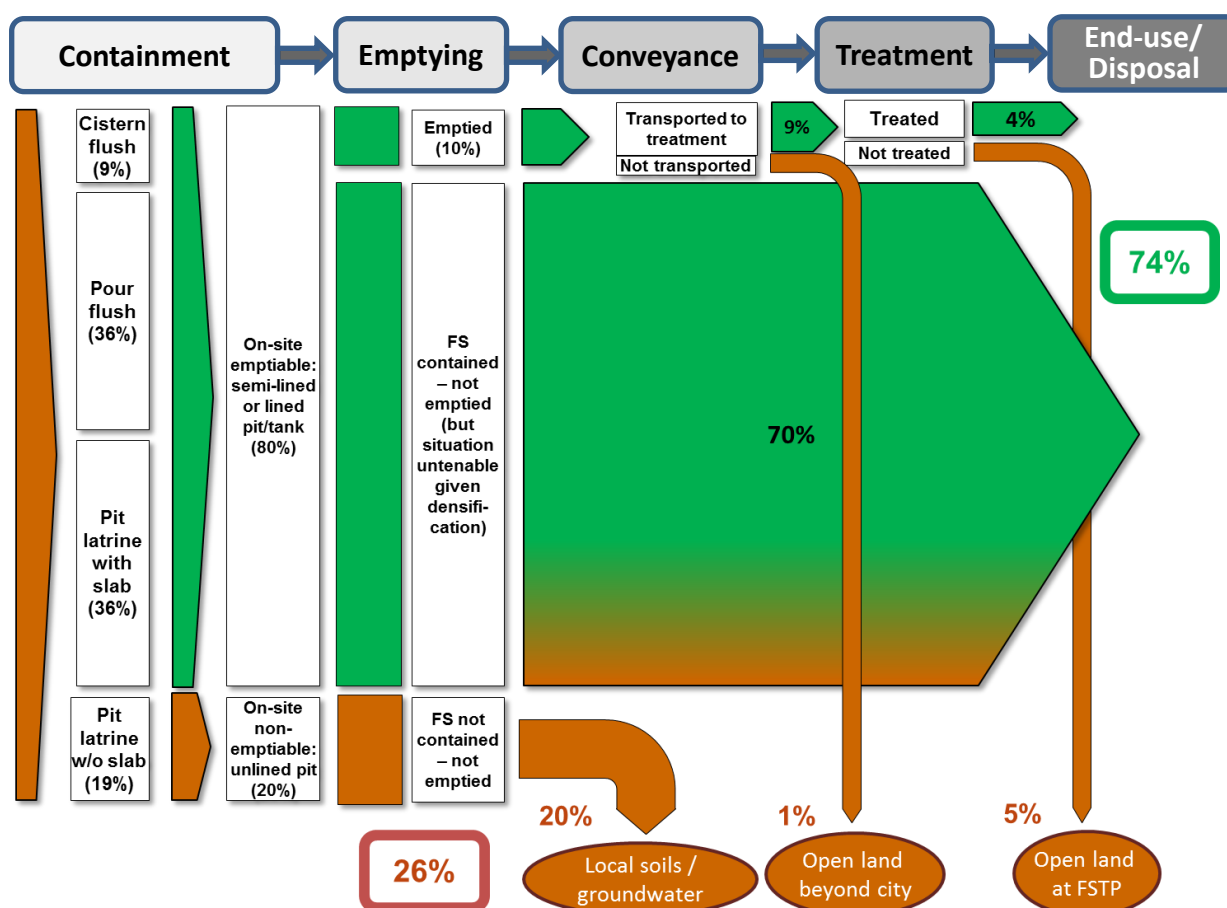 Containment
Emptying
Conveyance
Treatment
End-use/
Disposal
Cistern
flush
(9%)
Pour
flush
(36%)
Pit
latrine
with
slab
(36%)
Pit
latrine
w/o slab
(19%)
On-site
emptiable:
semi-lined
or lined
pit/tank
(80%)
On-site
non-
emptiable:
unlined pit
(20%)
Emptied
(10%)
FS
contained
– not
emptied
(but
situation
untenable
given
densifi-
cation)
FS not
contained
– not
emptied
Transported to
treatment
Not transported
9%
Treated
Not treated
4%
74%
70%
26%
20%
Local soils /
groundwater
1%
Open land
beyond city
5%
Open land
at FSTP